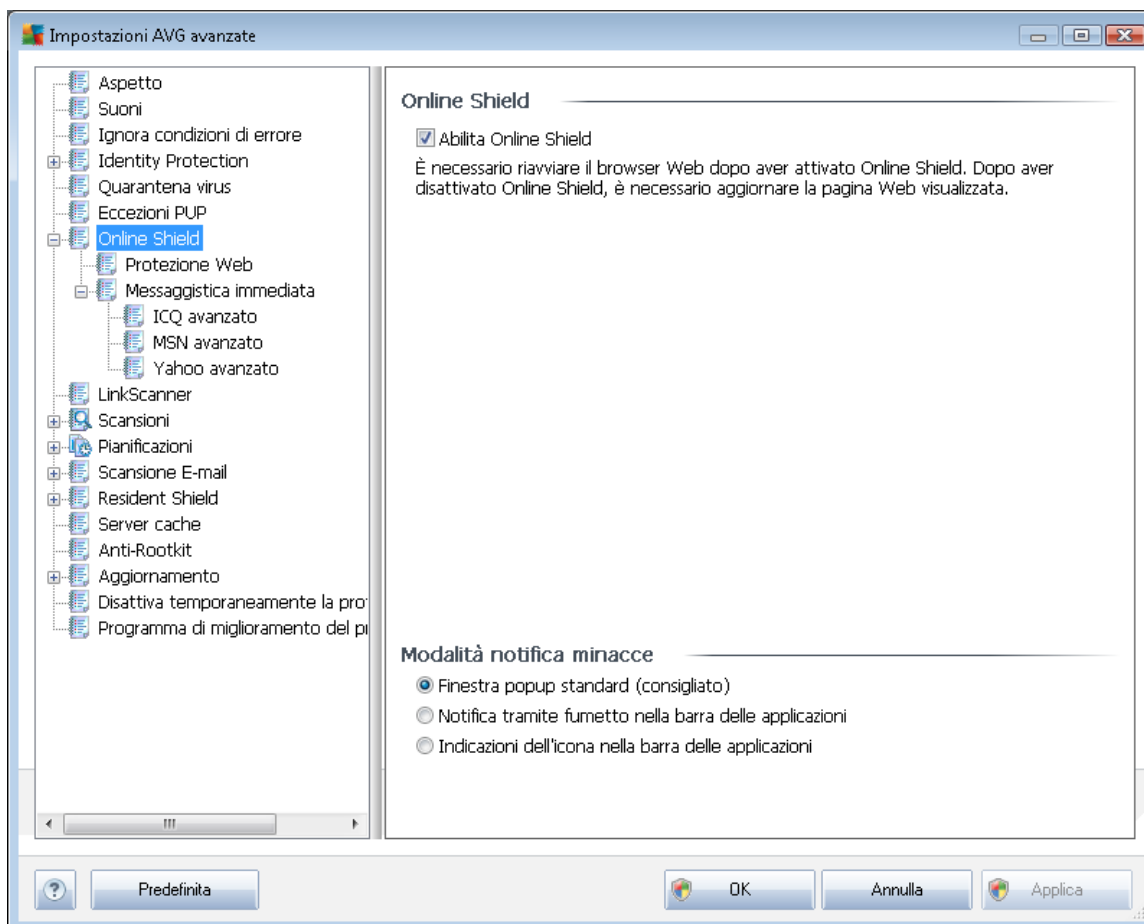 Impostazioni AVG avanzate
Aspetto
Suoni
Ignora condizioni di errore
Identity Protection
Quarantena virus
Eccezioni PUP
Online Shield
Protezione Web
Messaggistica immediata
ICQ avanzato
MSN avanzato
Yahoo avanzato
LinkScanner
Scansioni
Pianificazioni
Scansione E-mail
Resident Shield
Server cache
Anti-Rootkit
Aggiornamento
Disattiva temporaneamente la pro
Programma di miglioramento del p
Online Shield
Abilita Online Shield
È necessario riavviare il browser Web dopo aver attivato Online Shield. Dopo aver
disattivato Online Shield, è necessario aggiornare la pagina Web visualizzata.
Modalità notifica minacce
Finestra popup standard (consigliato)
Notifica tramite fumetto nella barra delle applicazioni
Indicazioni dell'icona nella barra delle applicazioni
?
Predefinita
OK
Annulla
Applica